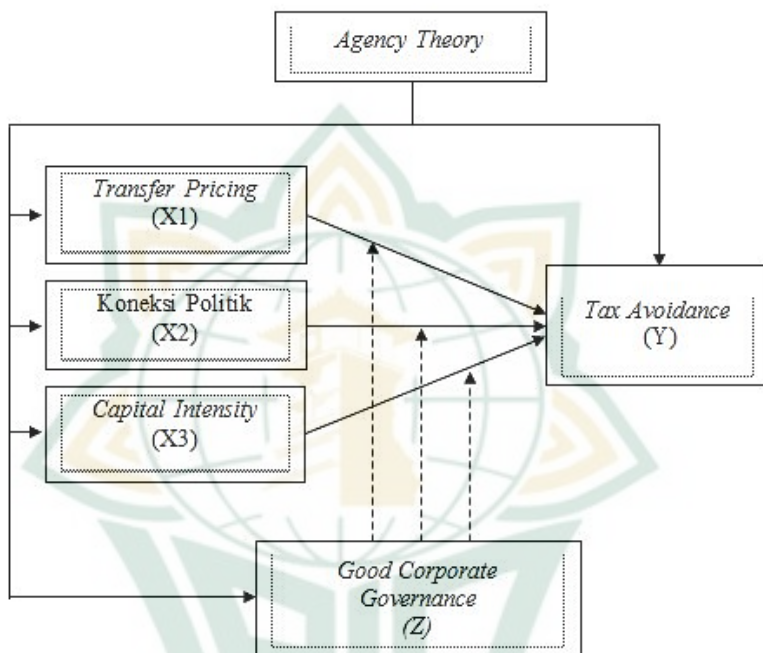 Agency Theory
Transfer Pricing
(X1)
Koneksi Politik
(X2)
Capital Intensity
(X3)
Tax Avoidance
(Y)
Good Corporate
Governance
(Z)